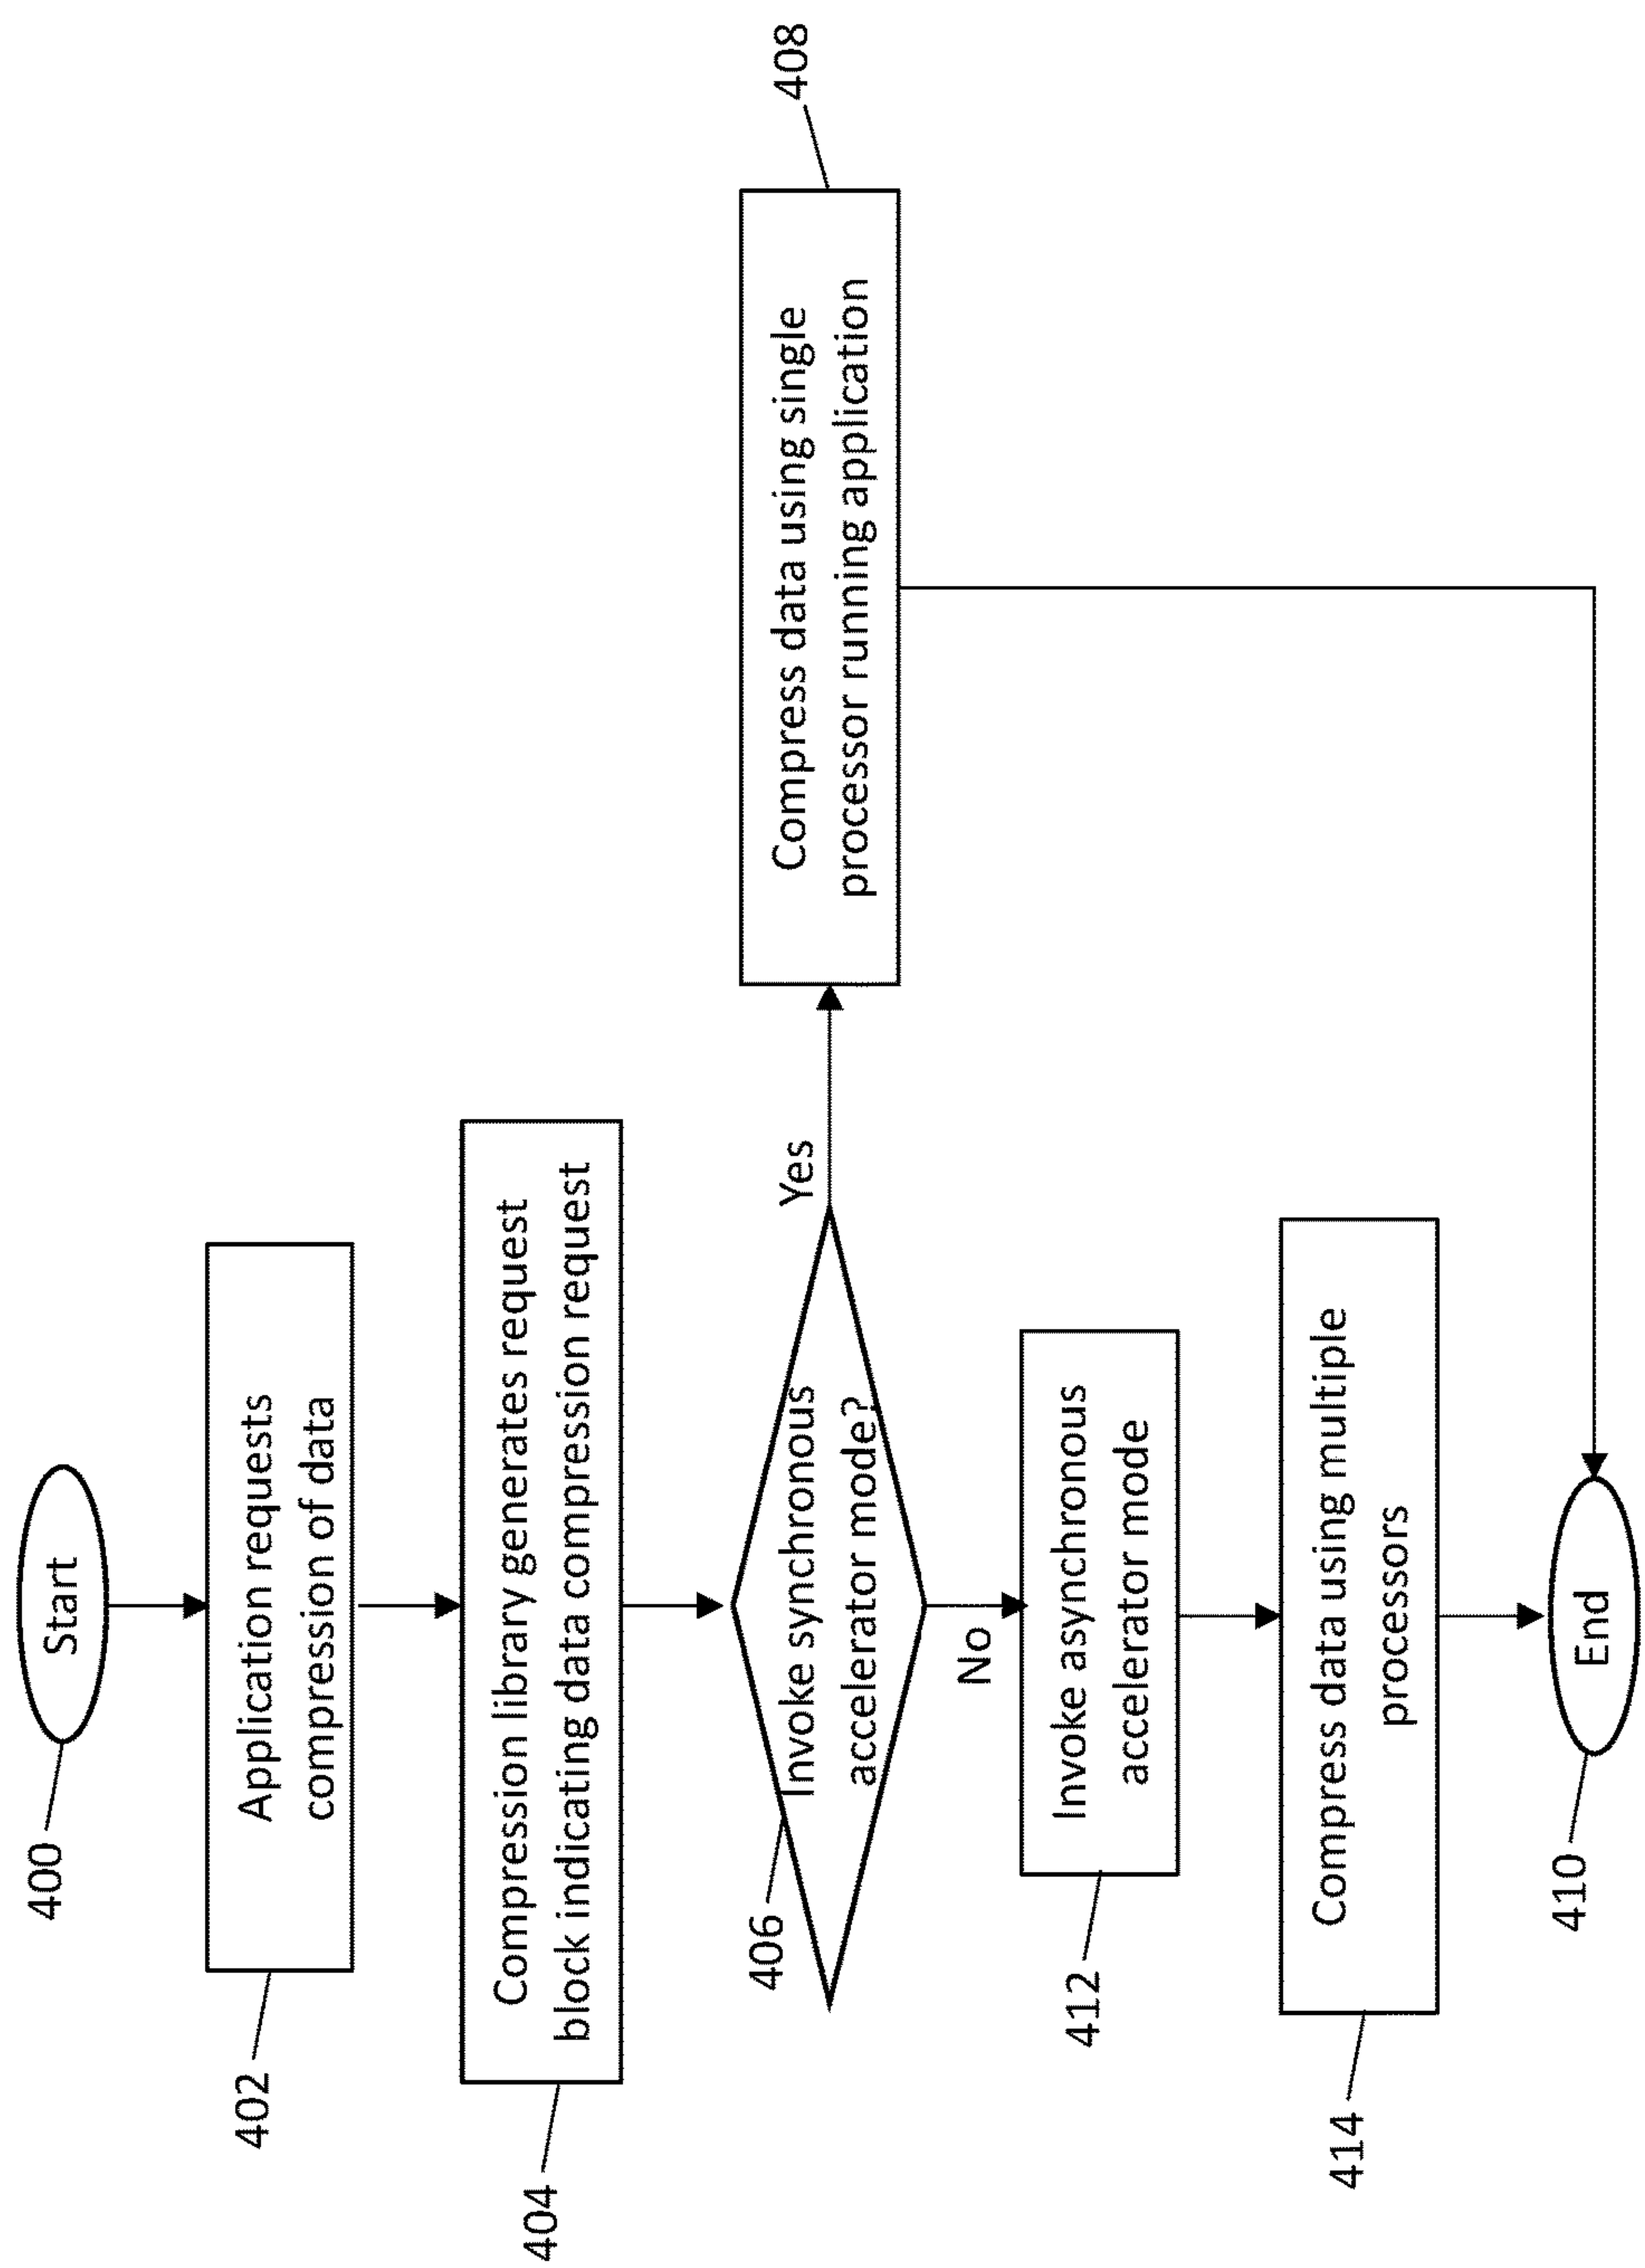 400
Start
402
Application requests
compression of data
404
Compression library generates request
block indicating data compression request
406
Invoke synchronous
accelerator mode?
Yes
408
Compress data using single
processor running application
No
412
Invoke asynchronous
accelerator mode
414
Compress data using multiple
processors
410
End